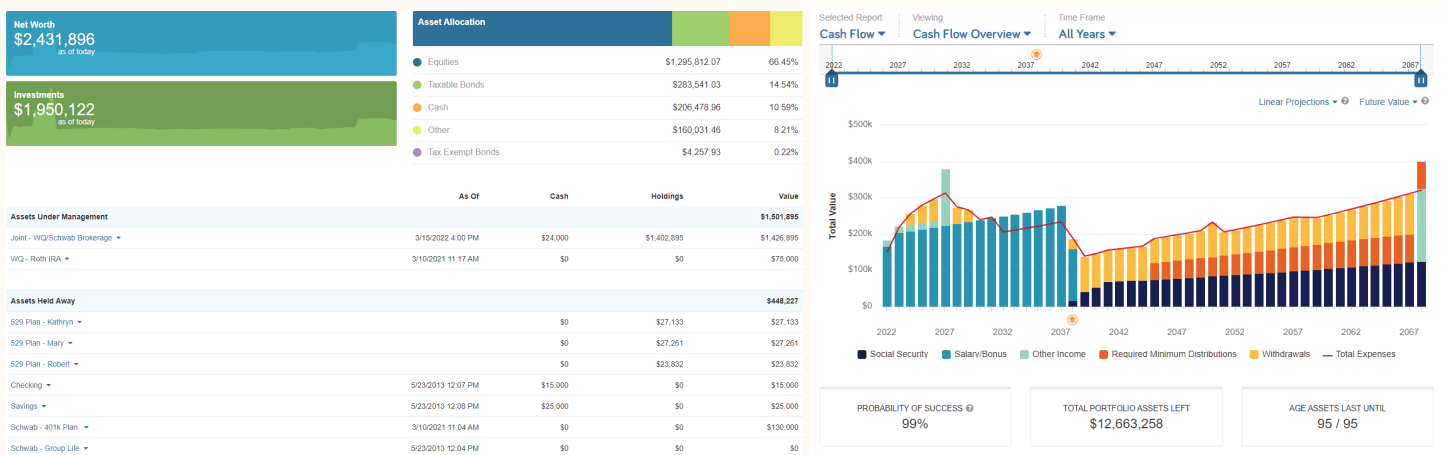 Net Worth
$2,431,896
as of today
Investments
$1,950,122
as of today
Asset Allocation
Equities $1,295,812.07 66.45%
Taxable Bonds $283,541.03 14.54%
Cash $206,478.96 10.59%
Other $160,031.46 8.21%
Tax Exempt Bonds $4,257.93 0.22%
As Of Cash Holdings Value
Assets Under Management $1,501,895
Joint - WQ/Schwab Brokerage 3/15/2022 4:00 PM $24,000 $1,402,895 $1,426,895
WQ - Roth IRA 3/10/2021 11:17 AM $0 $0 $75,000
Assets Held Away $448,227
529 Plan - Kathryn $0 $27,133 $27,133
529 Plan - Mary $0 $27,261 $27,261
529 Plan - Robert $0 $23,832 $23,832
Checking 5/23/2013 12:07 PM $15,000 $0 $15,000
Savings 5/23/2013 12:08 PM $25,000 $0 $25,000
Schwab - 401k Plan 3/10/2021 11:04 AM $0 $0 $130,000
Schwab - Group Life 5/23/2013 12:04 PM $0 $0 $0
Selected Report Viewing Time Frame
Cash Flow Cash Flow Overview All Years
2022 2027 2032 2037 2042 2047 2052 2057 2062 2067
Linear Projections ? Future Value ?
Total Value
$500k
$400k
$300k
$200k
$100k
$0
2022 2027 2032 2037 2042 2047 2052 2057 2062 2067
Social Security Salary/Bonus Other Income Required Minimum Distributions Withdrawals Total Expenses
PROBABILITY OF SUCCESS ?
99%
TOTAL PORTFOLIO ASSETS LEFT
$12,663,258
AGE ASSETS LAST UNTIL
95 / 95